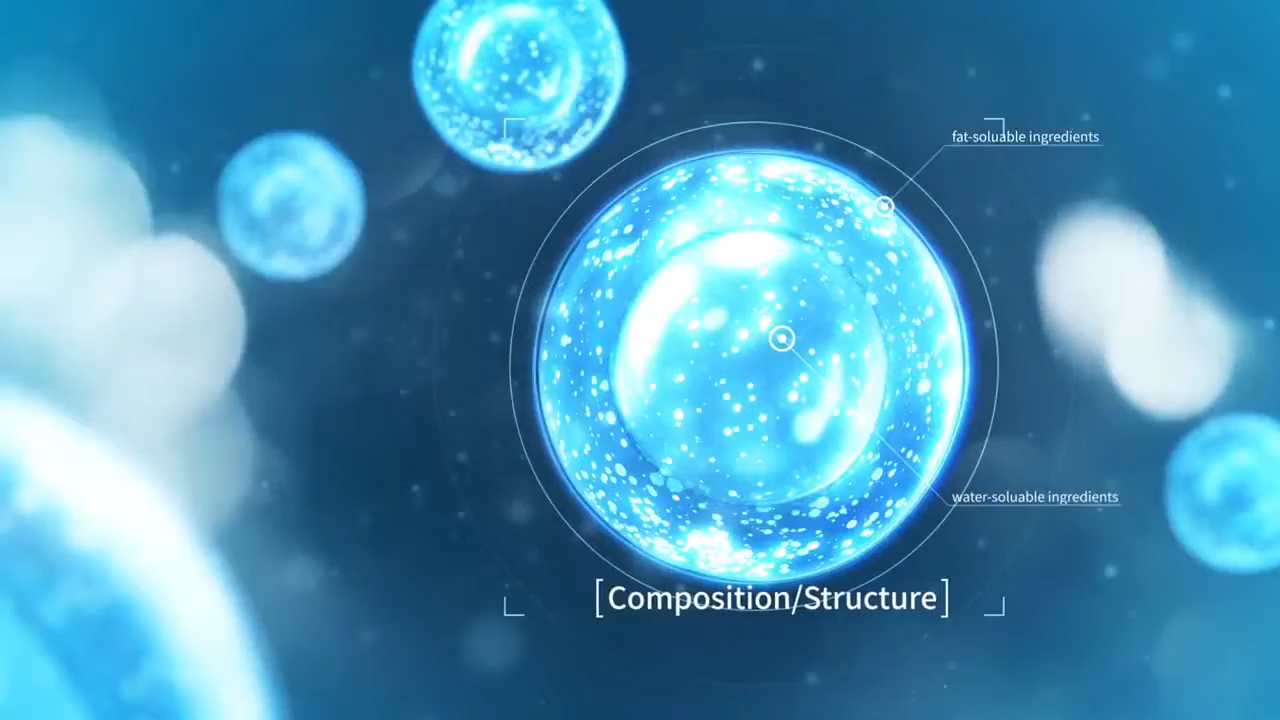 fat-soluable ingredients
water-soluable ingredients
[Composition/Structure]